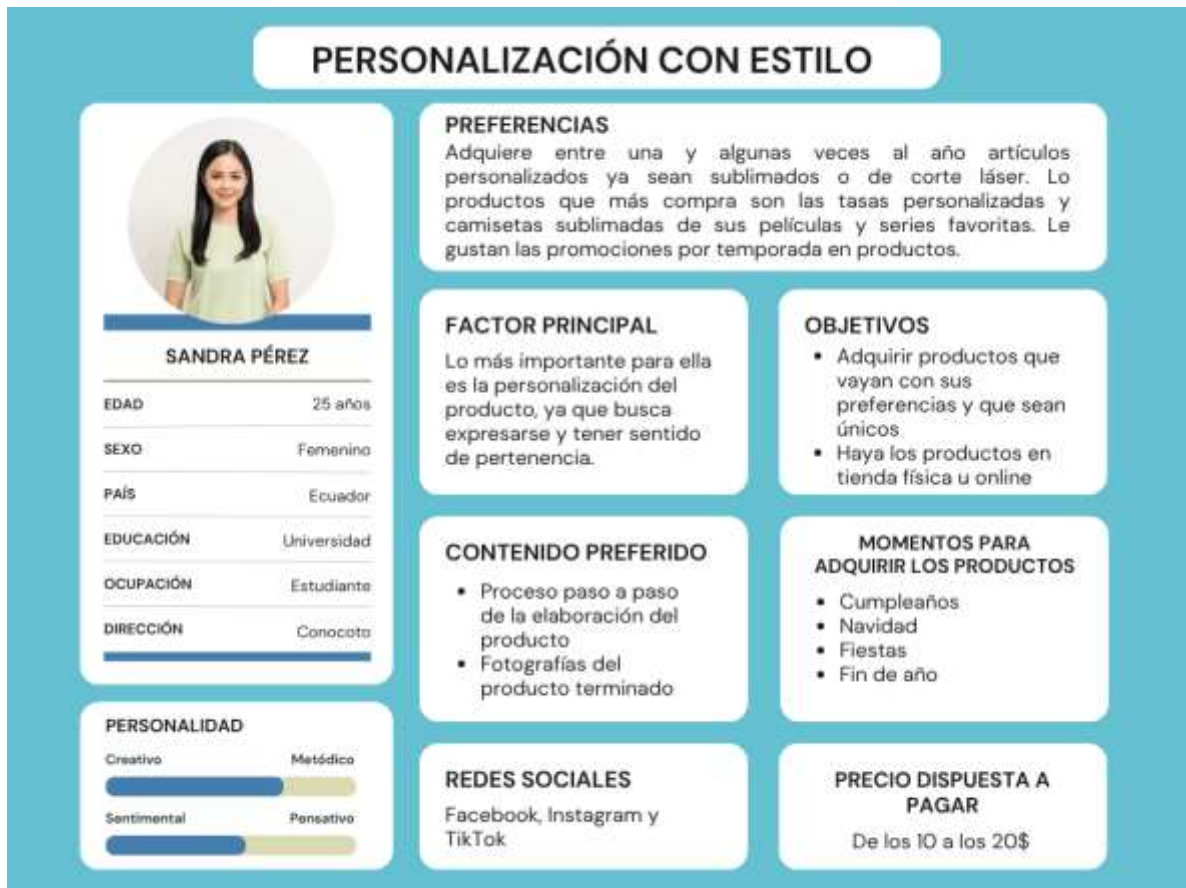 PERSONALIZACIÓN CON ESTILO
SANDRA PÉREZ
EDAD 25 años
SEXO Femenino
PAÍS Ecuador
EDUCACIÓN Universidad
OCUPACIÓN Estudiante
DIRECCIÓN Conocoto
PERSONALIDAD
Creativo Metódico
Sentimental Pensativo
PREFERENCIAS
Adquiere entre una y algunas veces al año artículos
personalizados ya sean sublimados o de corte láser. Lo
productos que más compra son las tasas personalizadas y
camisetas sublimadas de sus películas y series favoritas. Le
gustan las promociones por temporada en productos.
FACTOR PRINCIPAL
Lo más importante para ella
es la personalización del
producto, ya que busca
expresarse y tener sentido
de pertenencia.
OBJETIVOS
• Adquirir productos que
vayan con sus
preferencias y que sean
únicos
• Haya los productos en
tienda física u online
CONTENIDO PREFERIDO
• Proceso paso a paso
de la elaboración del
producto
• Fotografías del
producto terminado
MOMENTOS PARA
ADQUIRIR LOS PRODUCTOS
• Cumpleaños
• Navidad
• Fiestas
• Fin de año
REDES SOCIALES
Facebook, Instagram y
TikTok
PRECIO DISPUESTA A
PAGAR
De los 10 a los 20$